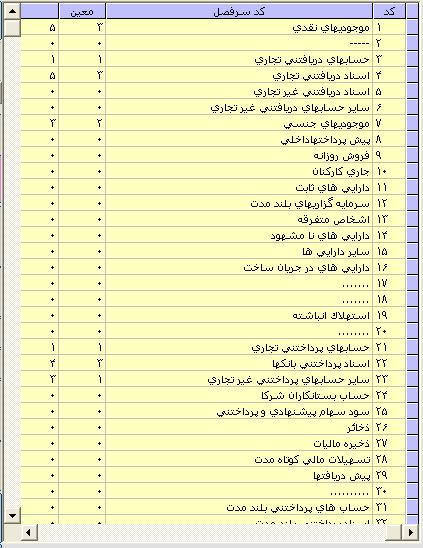 کد کد سرفصل معین
۱ موجوديهاي نقدي ۳ ۵
۲ ----- ۰ ۰
۳ حسابهاي دريافتني تجاري ۱ ۱
۴ اسناد دريافتني تجاري ۳ ۵
۵ اسناد دريافتني غير تجاري ۰ ۰
۶ ساير حسابهاي دريافتني غير تجاري ۰ ۰
۷ موجوديهاي جنسي ۲ ۳
۸ پيش پرداختهاداخلي ۰ ۰
۹ فروش روزانه ۰ ۰
۱۰ جاري كاركنان ۰ ۰
۱۱ دارايي هاي ثابت ۰ ۰
۱۲ سرمايه گزاريهاي بلند مدت ۰ ۰
۱۳ اشخاص متفرقه ۰ ۰
۱۴ دارايي هاي نا مشهود ۰ ۰
۱۵ ساير دارايي ها ۰ ۰
۱۶ دارايي هاي در جريان ساخت ۰ ۰
۱۷ ....... ۰ ۰
۱۸ ....... ۰ ۰
۱۹ استهلاك انباشته ۰ ۰
۲۰ ........ ۰ ۰
۲۱ حسابهاي پرداختني تجاري ۱ ۱
۲۲ اسناد پرداختني بانكها ۳ ۴
۲۳ ساير حسابهاي پرداختني غير تجاري ۱ ۲
۲۴ حساب بستانكاران شركا ۰ ۰
۲۵ سود سهام پيشنهادي و پرداختني ۰ ۰
۲۶ ذخائر ۰ ۰
۲۷ ذخيره ماليات ۰ ۰
۲۸ تسهيلات مالي كوتاه مدت ۰ ۰
۲۹ پيش دريافتها ۰ ۰
۳۰ .......... ۰ ۰
۳۱ حساب هاي پرداختني بلند مدت ۰ ۰
۳۲ اسناد پرداختني بلند مدت ۰ ۰